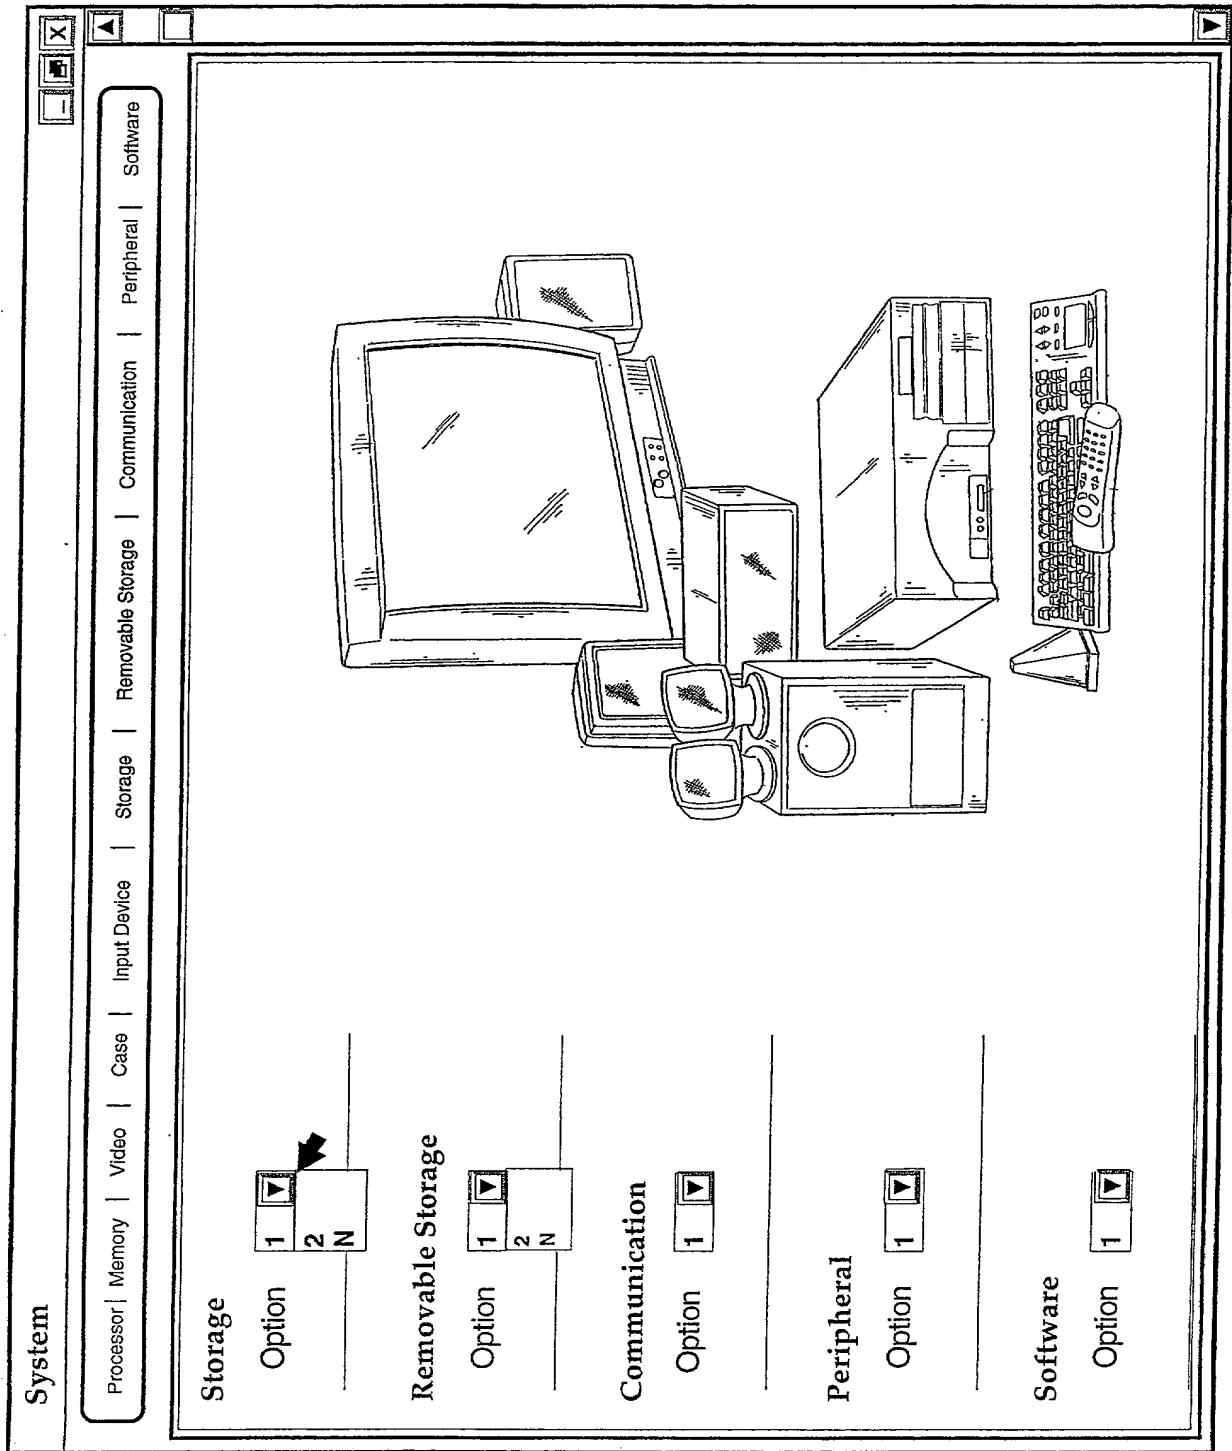 System
Processor | Memory | Video | Case | Input Device | Storage | Removable Storage | Communication | Peripheral | Software
Storage
Option 1
2
N
Removable Storage
Option 1
2
N
Communication
Option 1
Peripheral
Option 1
Software
Option 1